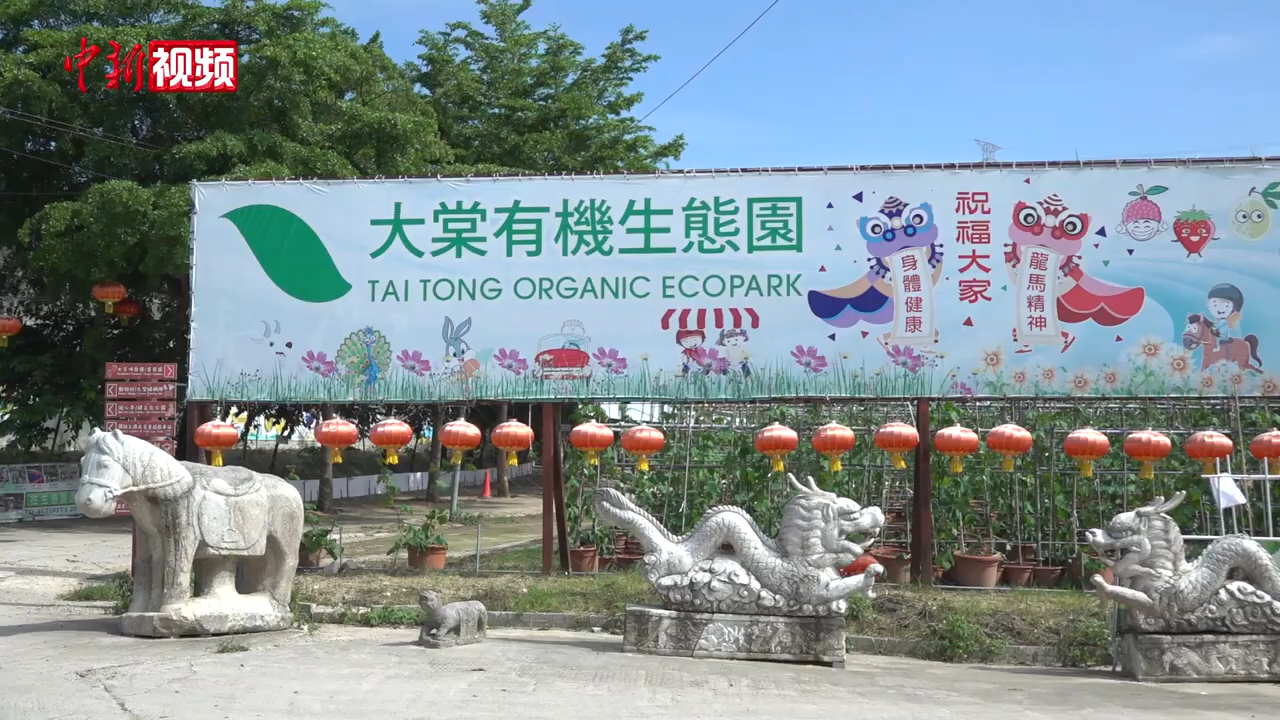 中新视频
大棠有機生態園
TAI TONG ORGANIC ECOPARK
祝福大家
身體健康
龍馬精神